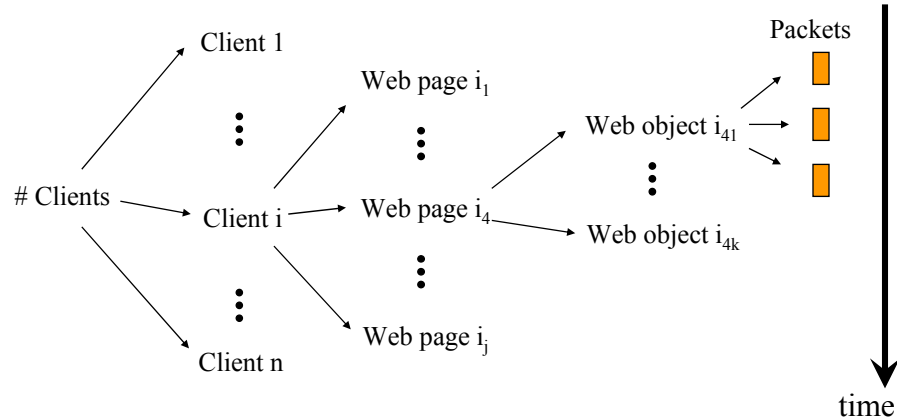 Client 1
Packets
Web page i₁
Web object i₄₁
# Clients
Client i
Web page i₄
Web object i₄ₖ
Web page iⱼ
Client n
time